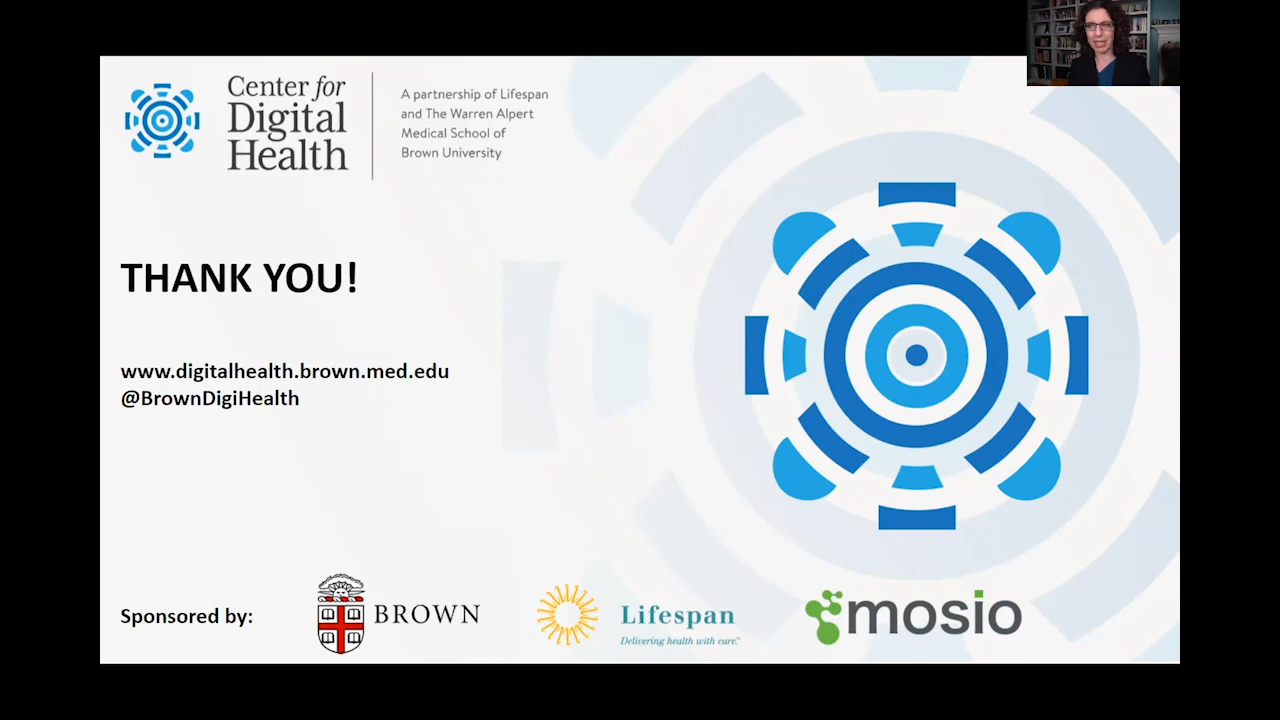 Center for
Digital
Health
A partnership of Lifespan
and The Warren Alpert
Medical School of
Brown University
THANK YOU!
www.digitalhealth.brown.med.edu
@BrownDigiHealth
Sponsored by:
BROWN
Lifespan
Delivering health with care.™
mosio